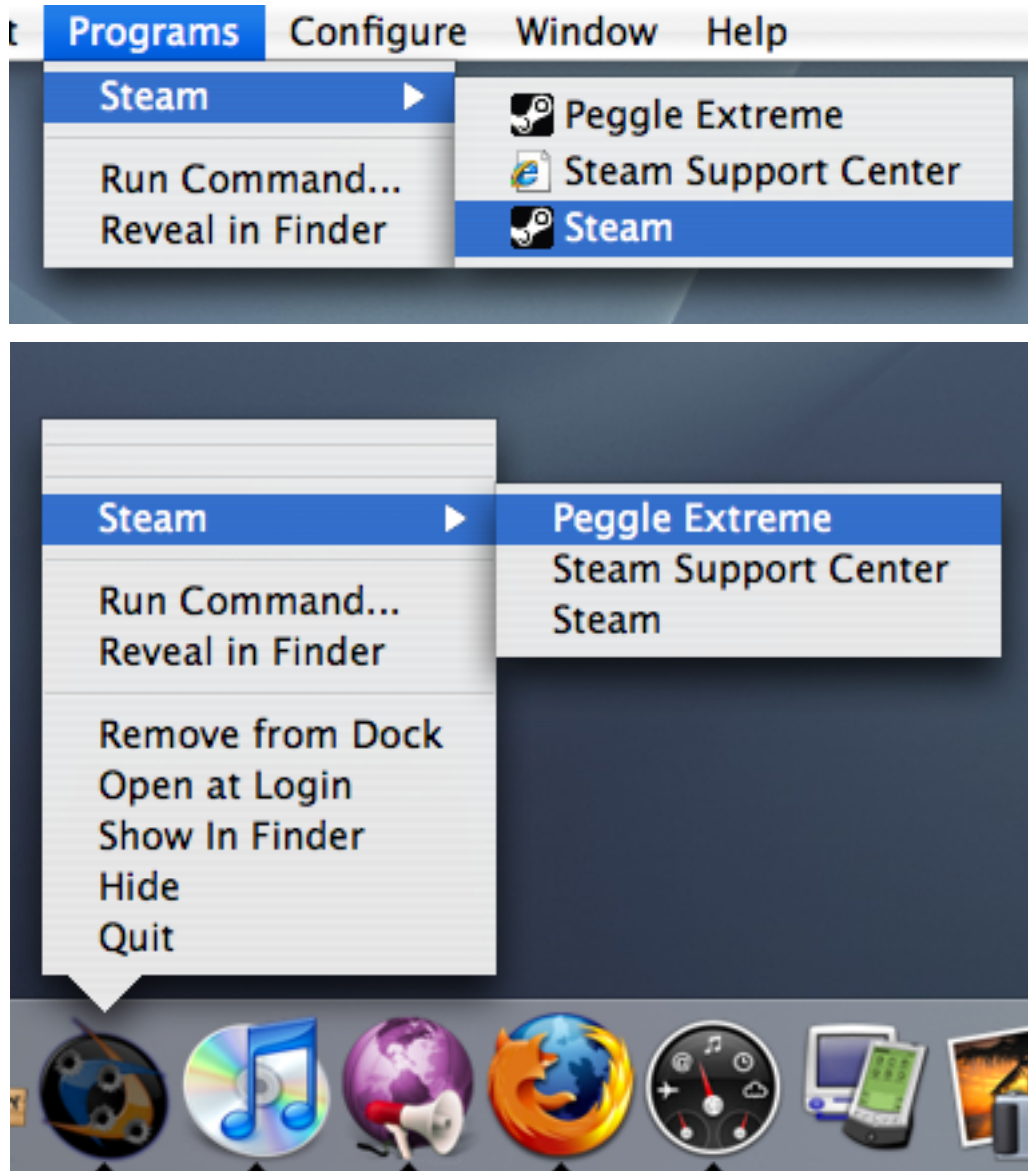 t Programs Configure Window Help
Steam
Peggle Extreme
Steam Support Center
Run Command...
Reveal in Finder
Steam
Steam
Peggle Extreme
Steam Support Center
Steam
Run Command...
Reveal in Finder
Remove from Dock
Open at Login
Show In Finder
Hide
Quit